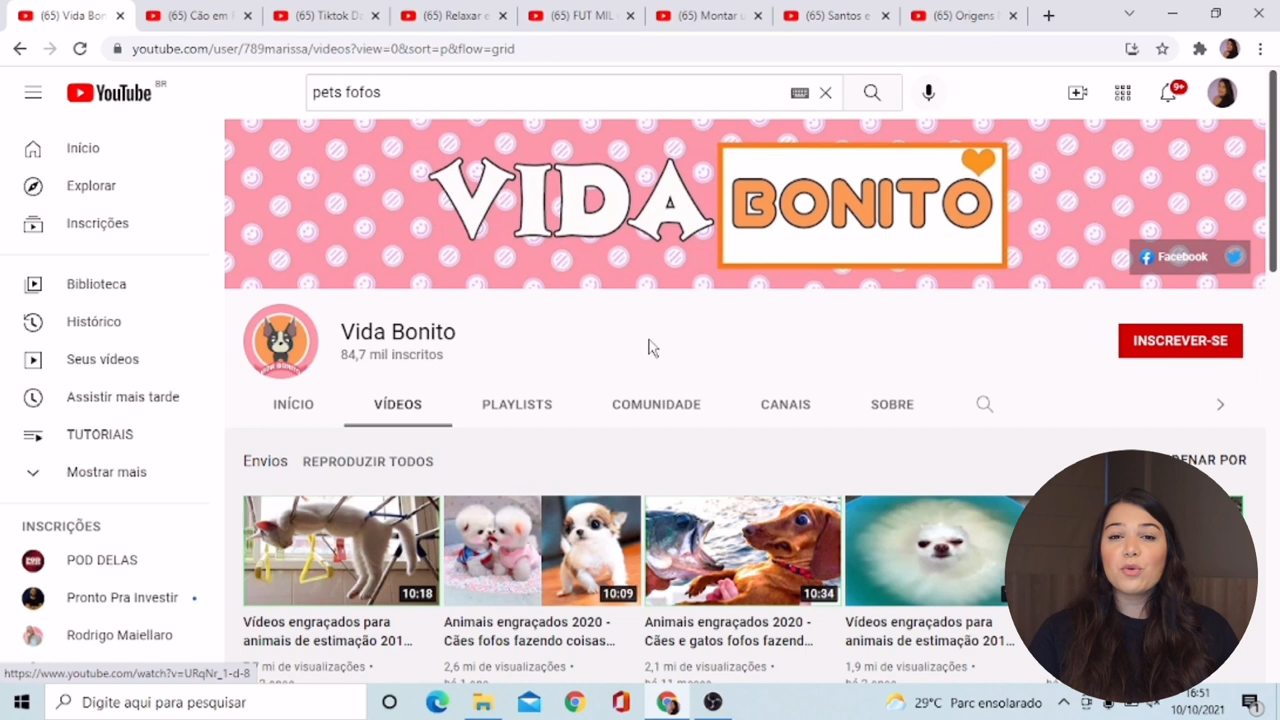 (65) Vida Bon
(65) Cão em
(65) Tiktok Da
(65) Relaxar e
(65) FUT MIL
(65) Montar u
(65) Santos e
(65) Origens
youtube.com/user/789marissa/videos?view=0&sort=p&flow=grid
YouTube BR
pets fofos
9+
Início
Explorar
Inscrições
Biblioteca
Histórico
Seus vídeos
Assistir mais tarde
TUTORIAIS
Mostrar mais
INSCRIÇÕES
POD DELAS
Pronto Pra Investir
Rodrigo Maiellaro
VIDA BONITO
Facebook
Vida Bonito
84,7 mil inscritos
INSCREVER-SE
INÍCIO VÍDEOS PLAYLISTS COMUNIDADE CANAIS SOBRE
Envios REPRODUZIR TODOS
ENAR POR
10:18
10:09
10:34
Vídeos engraçados para
animais de estimação 201...
mi de visualizações •
Animais engraçados 2020 -
Cães fofos fazendo coisas...
2,6 mi de visualizações •
Animais engraçados 2020 -
Cães e gatos fofos fazend...
2,1 mi de visualizações •
Vídeos engraçados para
animais de estimação 201...
1,9 mi de visualizações •
https://www.youtube.com/watch?v=URqNr_1-d-8
Digite aqui para pesquisar
29°C Parc ensolarado
16:51
10/10/2021